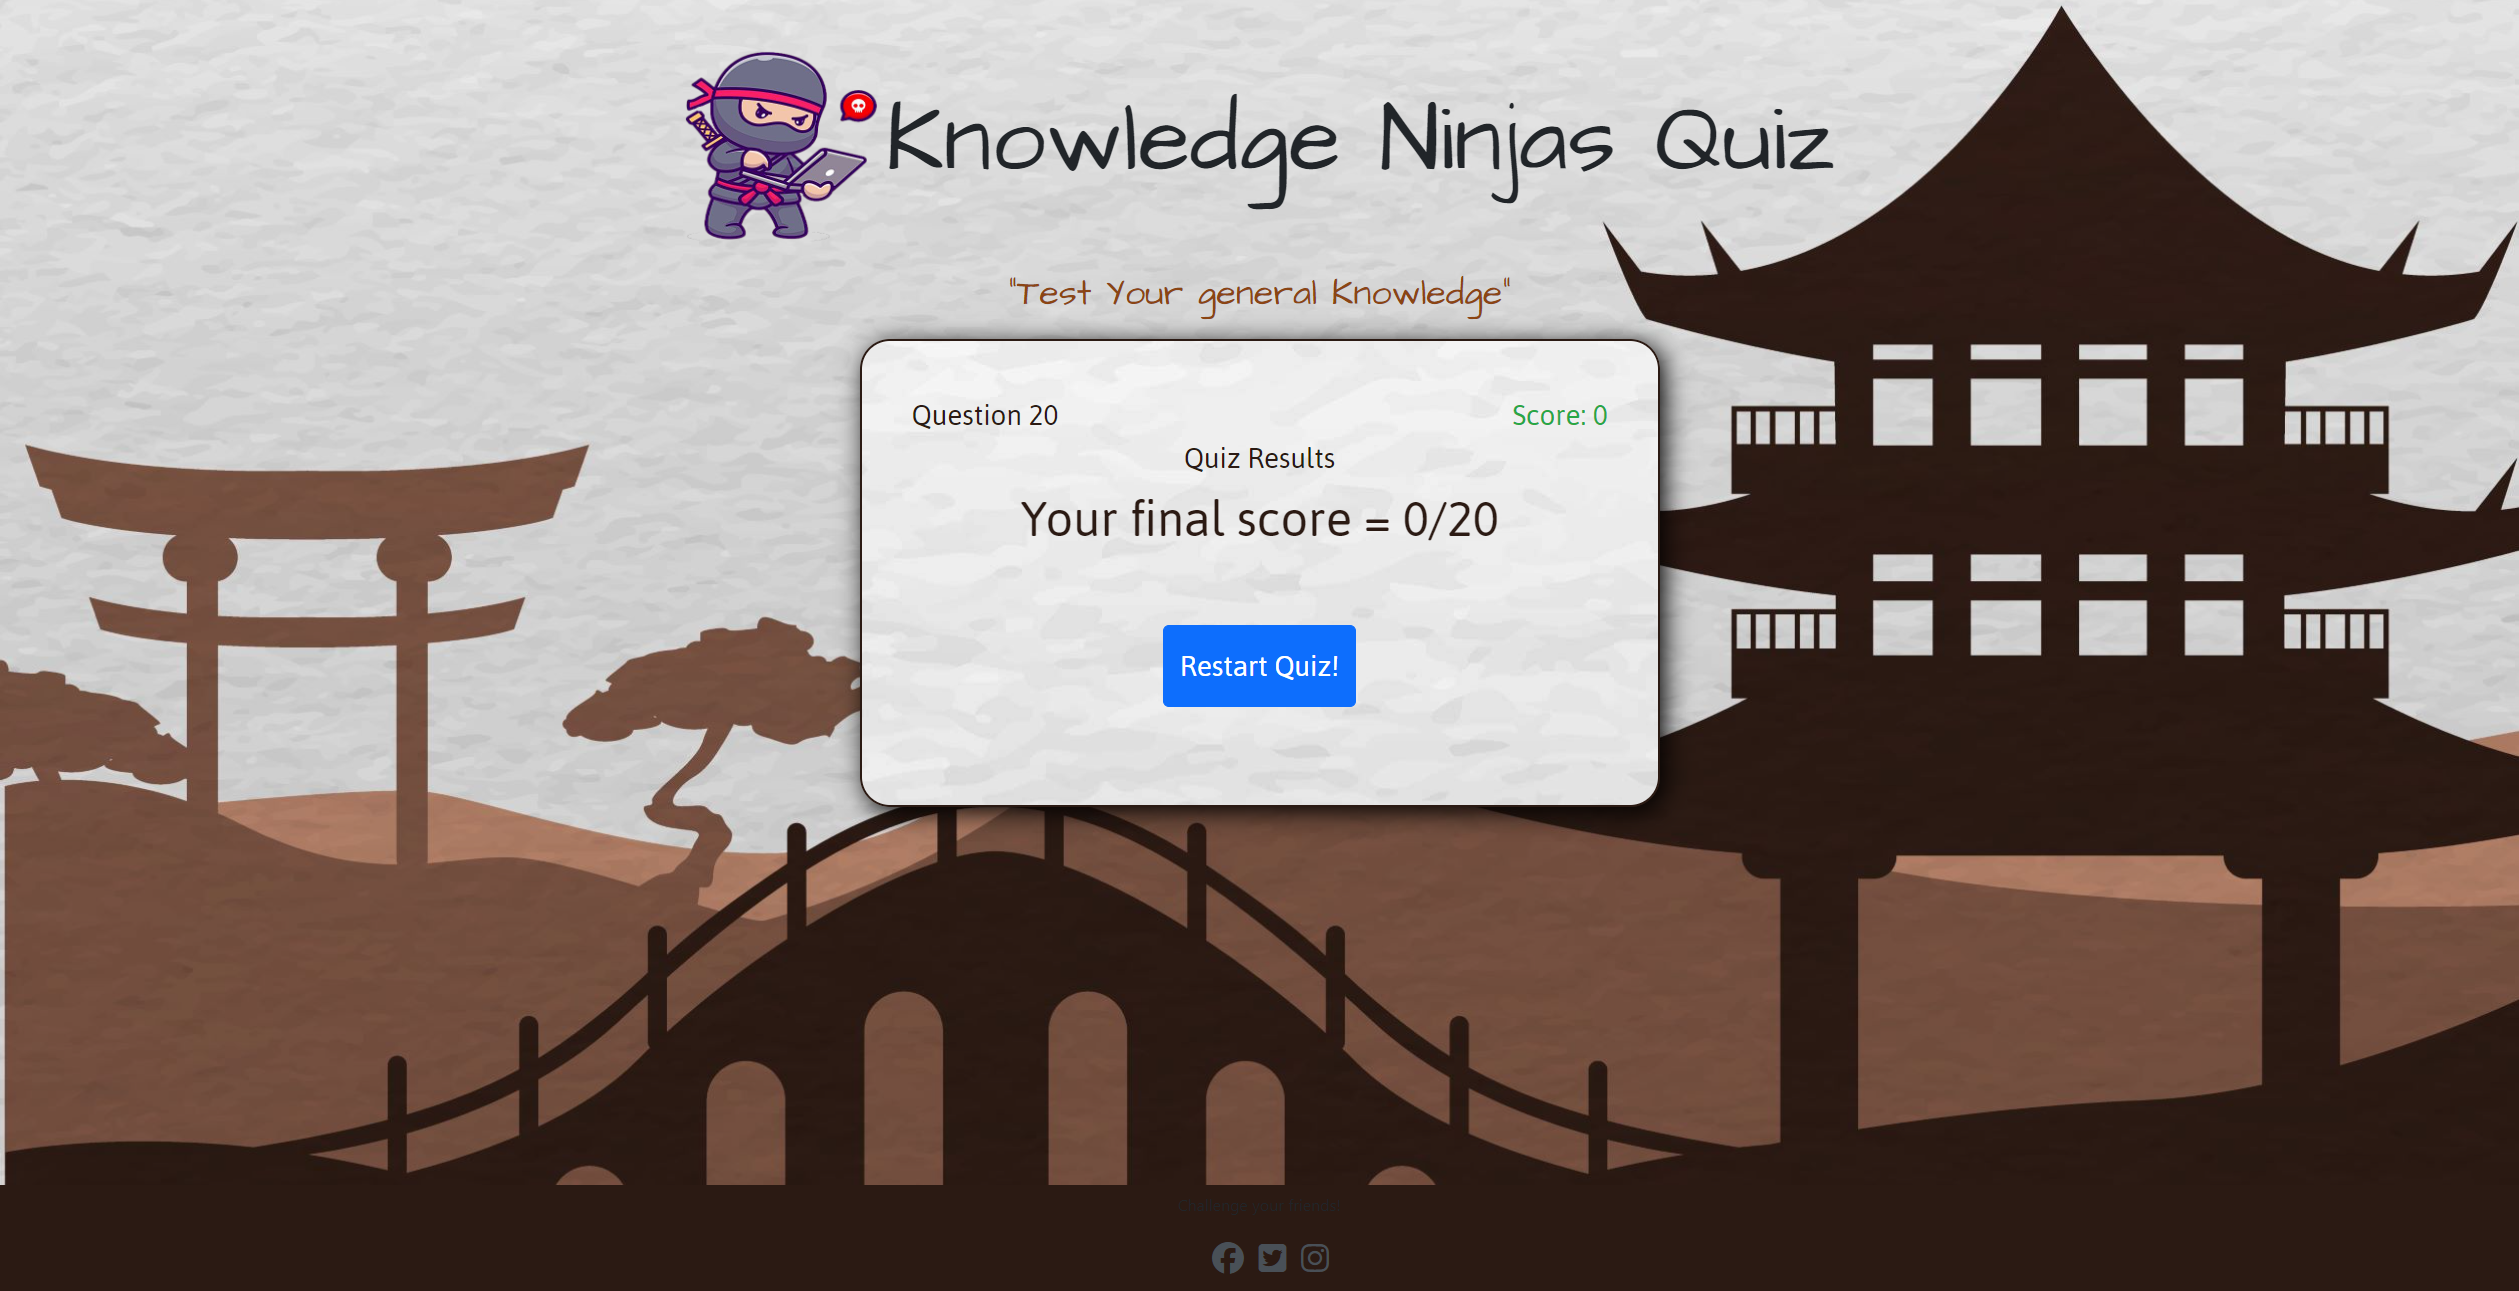 Knowledge Ninjas Quiz
"Test Your general Knowledge"
Question 20
Score: 0
Quiz Results
Your final score = 0/20
Restart Quiz!
Challenge your friends!